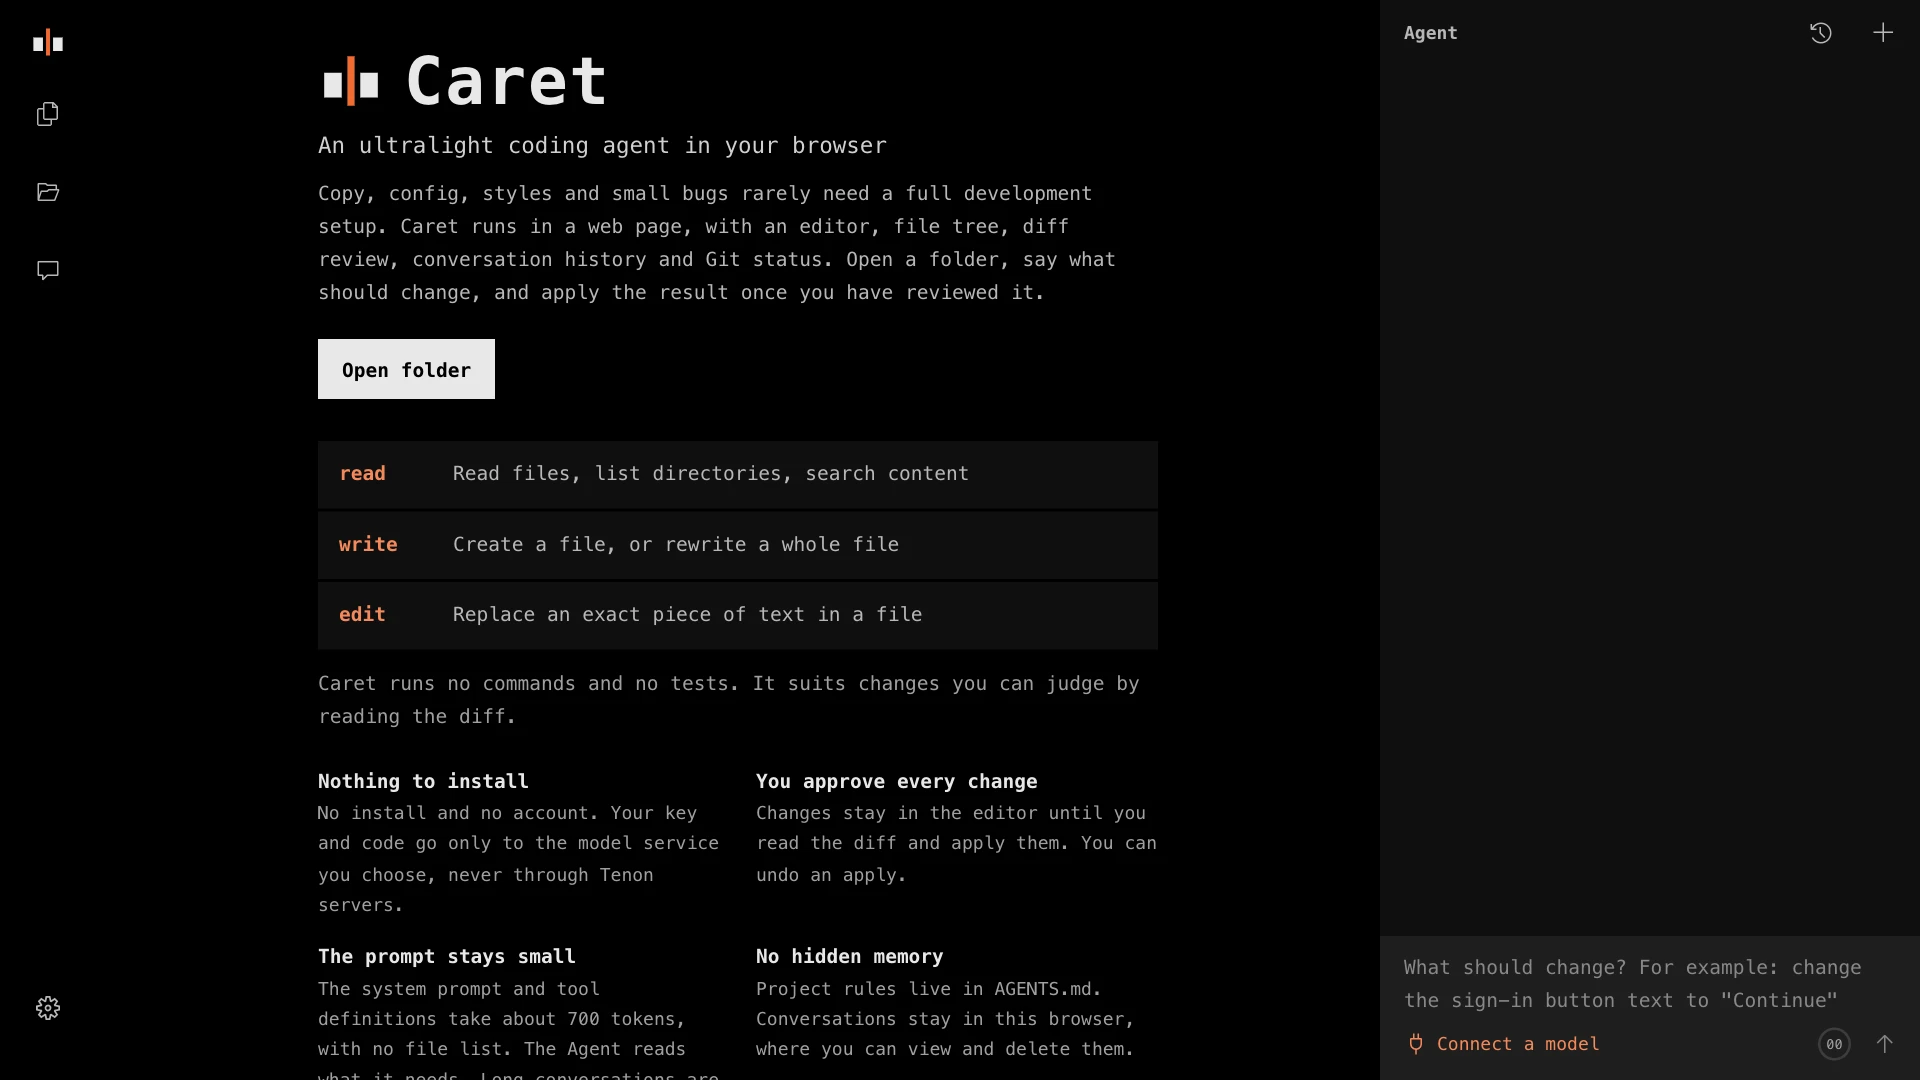 Caret
An ultralight coding agent in your browser
Copy, config, styles and small bugs rarely need a full development
setup. Caret runs in a web page, with an editor, file tree, diff
review, conversation history and Git status. Open a folder, say what
should change, and apply the result once you have reviewed it.
Open folder
read Read files, list directories, search content
write Create a file, or rewrite a whole file
edit Replace an exact piece of text in a file
Caret runs no commands and no tests. It suits changes you can judge by
reading the diff.
Nothing to install
No install and no account. Your key
and code go only to the model service
you choose, never through Tenon
servers.
You approve every change
Changes stay in the editor until you
read the diff and apply them. You can
undo an apply.
The prompt stays small
The system prompt and tool
definitions take about 700 tokens,
with no file list. The Agent reads
what it needs. Long conversations are
No hidden memory
Project rules live in AGENTS.md.
Conversations stay in this browser,
where you can view and delete them.
Agent
What should change? For example: change
the sign-in button text to "Continue"
Connect a model
00